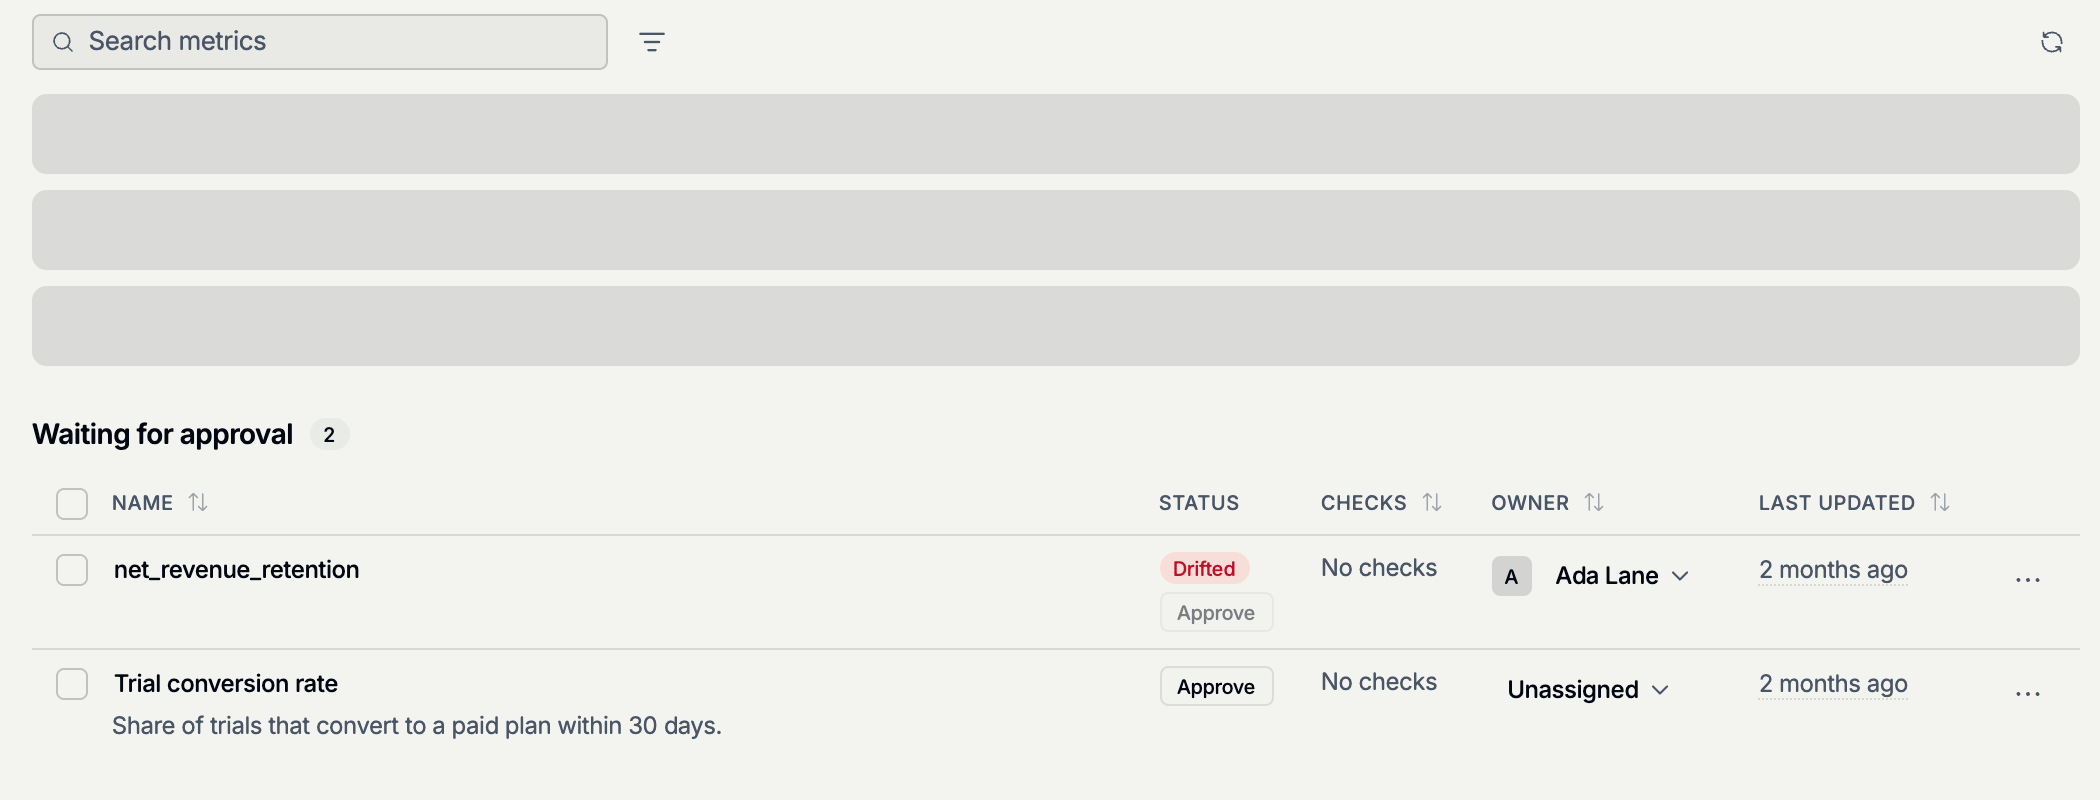 Search metrics
Waiting for approval 2
NAME STATUS CHECKS OWNER LAST UPDATED
net_revenue_retention Drifted No checks A Ada Lane 2 months ago ...
Approve
Trial conversion rate Approve No checks Unassigned 2 months ago ...
Share of trials that convert to a paid plan within 30 days.